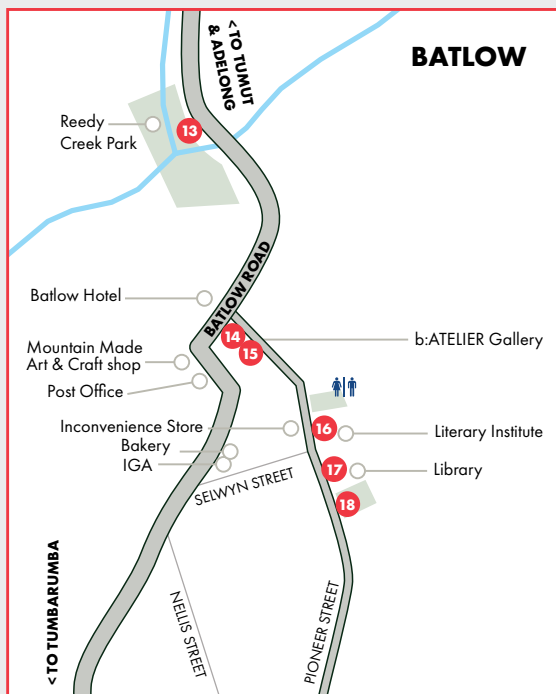 BATLOW
<TO TUMUT
& ADELONG
Reedy
Creek Park
13
BATLOW ROAD
Batlow Hotel
14
b:ATELIER Gallery
15
Mountain Made
Art & Craft shop
Post Office
Inconvenience Store
16
Literary Institute
Bakery
IGA
17
Library
SELWYN STREET
18
<TO TUMBARUMBA
NELLIS STREET
PIONEER STREET